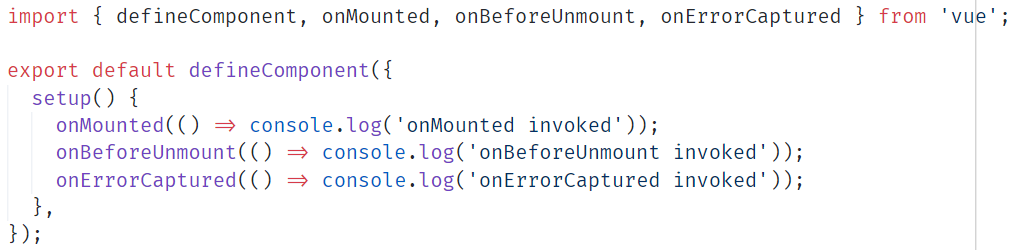 import { defineComponent, onMounted, onBeforeUnmount, onErrorCaptured } from 'vue';

export default defineComponent({
  setup() {
    onMounted(() => console.log('onMounted invoked'));
    onBeforeUnmount(() => console.log('onBeforeUnmount invoked'));
    onErrorCaptured(() => console.log('onErrorCaptured invoked'));
  },
});